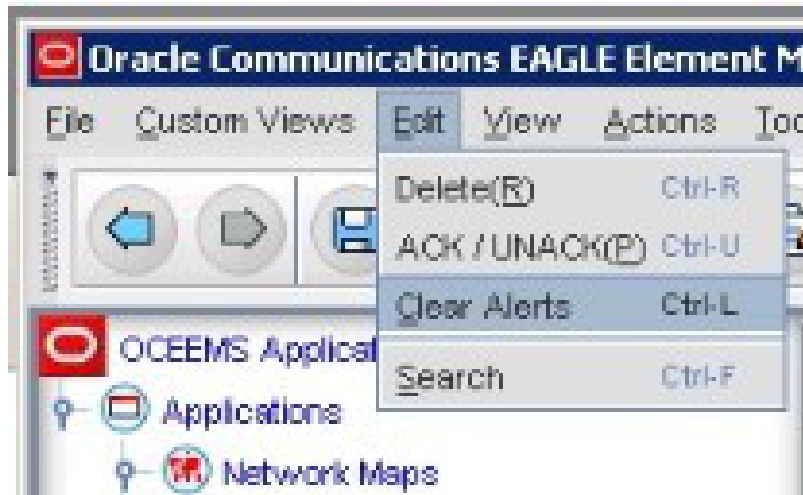 Oracle Communications EAGLE Element M
File Custom Views Edit View Actions Too
Delete(R) Ctrl-R
ACK / UNACK(P) Ctrl-U
Clear Alerts Ctrl-L
Search Ctrl-F
OCEEMS Applicat
Applications
Network Maps